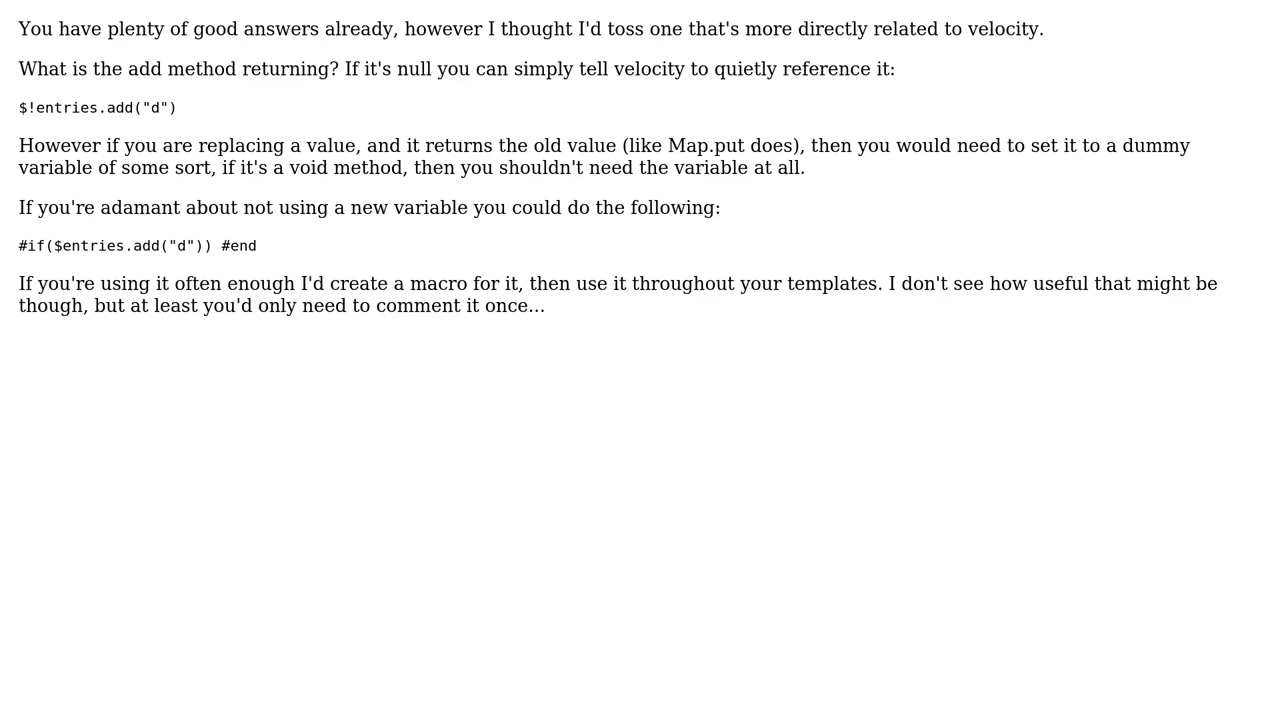 You have plenty of good answers already, however I thought I'd toss one that's more directly related to velocity.
What is the add method returning? If it's null you can simply tell velocity to quietly reference it:
$!entries.add("d")
However if you are replacing a value, and it returns the old value (like Map.put does), then you would need to set it to a dummy
variable of some sort, if it's a void method, then you shouldn't need the variable at all.
If you're adamant about not using a new variable you could do the following:
#if($entries.add("d")) #end
If you're using it often enough I'd create a macro for it, then use it throughout your templates. I don't see how useful that might be
though, but at least you'd only need to comment it once...